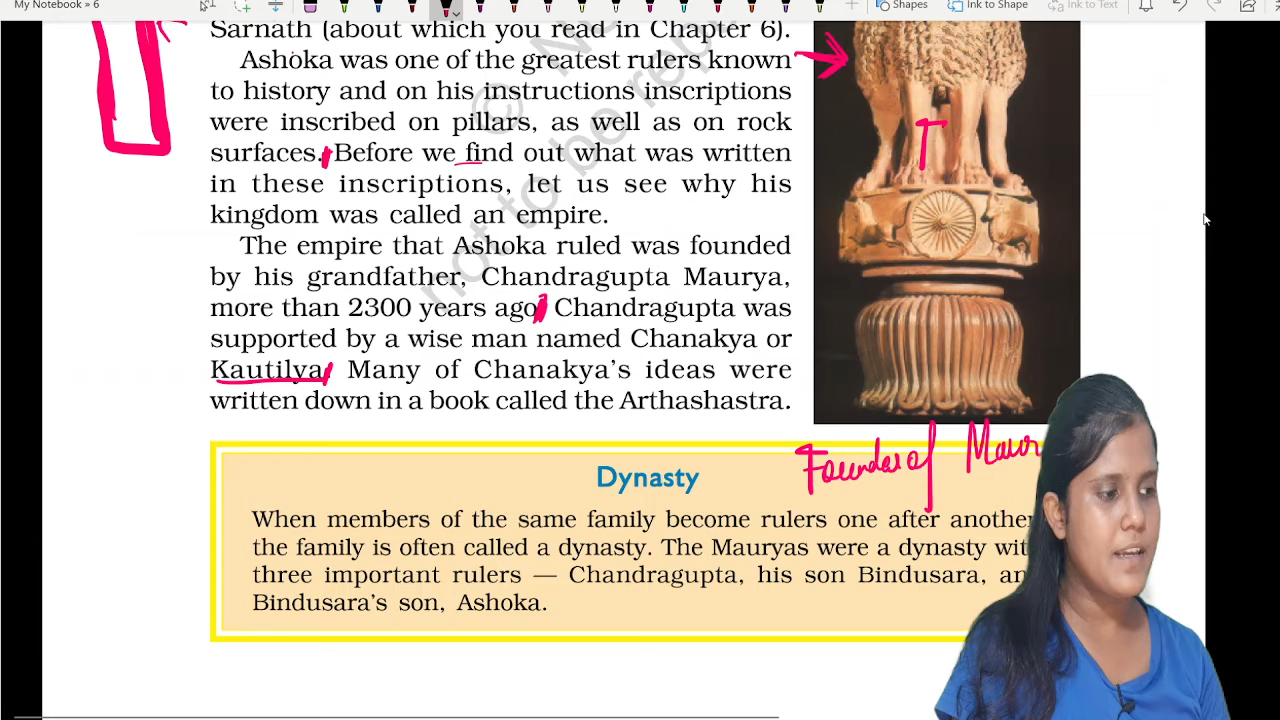 My Notebook » 6
Shapes
Ink to Shape
Ink to Text
Sarnath (about which you read in Chapter 6).
Ashoka was one of the greatest rulers known
to history and on his instructions inscriptions
were inscribed on pillars, as well as on rock
surfaces. Before we find out what was written
in these inscriptions, let us see why his
kingdom was called an empire.
The empire that Ashoka ruled was founded
by his grandfather, Chandragupta Maurya,
more than 2300 years ago. Chandragupta was
supported by a wise man named Chanakya or
Kautilya. Many of Chanakya's ideas were
written down in a book called the Arthashastra.
Founder of Maur
Dynasty
When members of the same family become rulers one after another
the family is often called a dynasty. The Mauryas were a dynasty wit
three important rulers — Chandragupta, his son Bindusara, an
Bindusara's son, Ashoka.
not to be rep